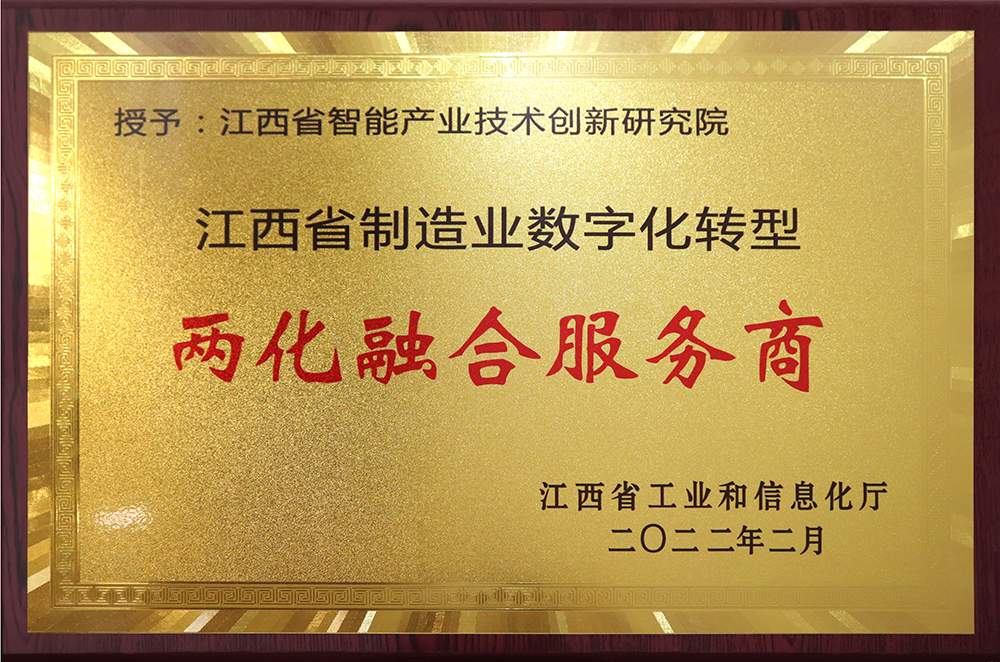 授予：江西省智能产业技术创新研究院
江西省制造业数字化转型
两化融合服务商
江西省工业和信息化厅
二〇二二年二月